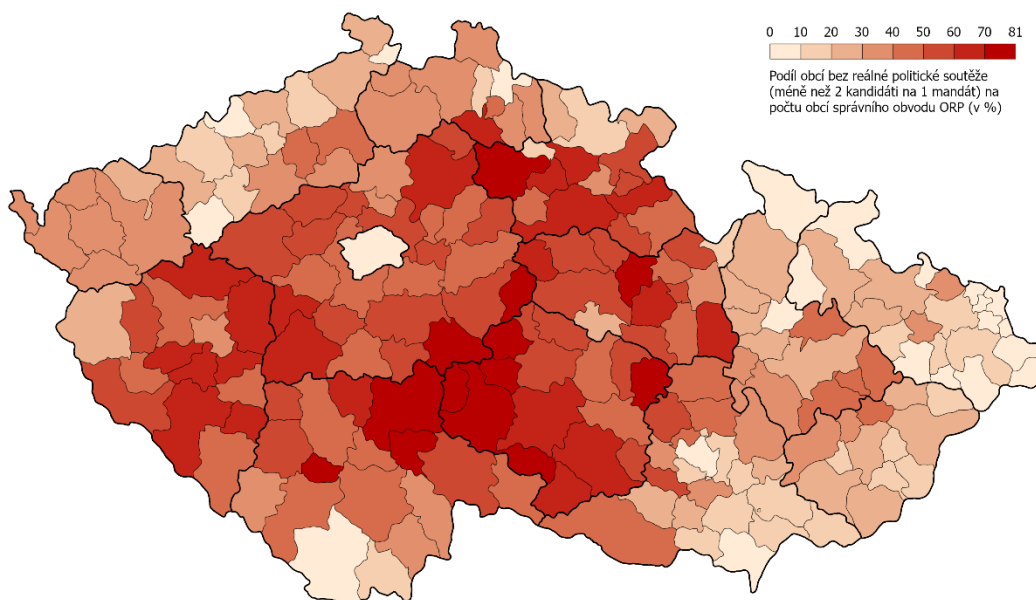 0 10 20 30 40 50 60 70 81
Podíl obcí bez reálné politické soutěže
(méně než 2 kandidáti na 1 mandát) na
počtu obcí správního obvodu ORP (v %)